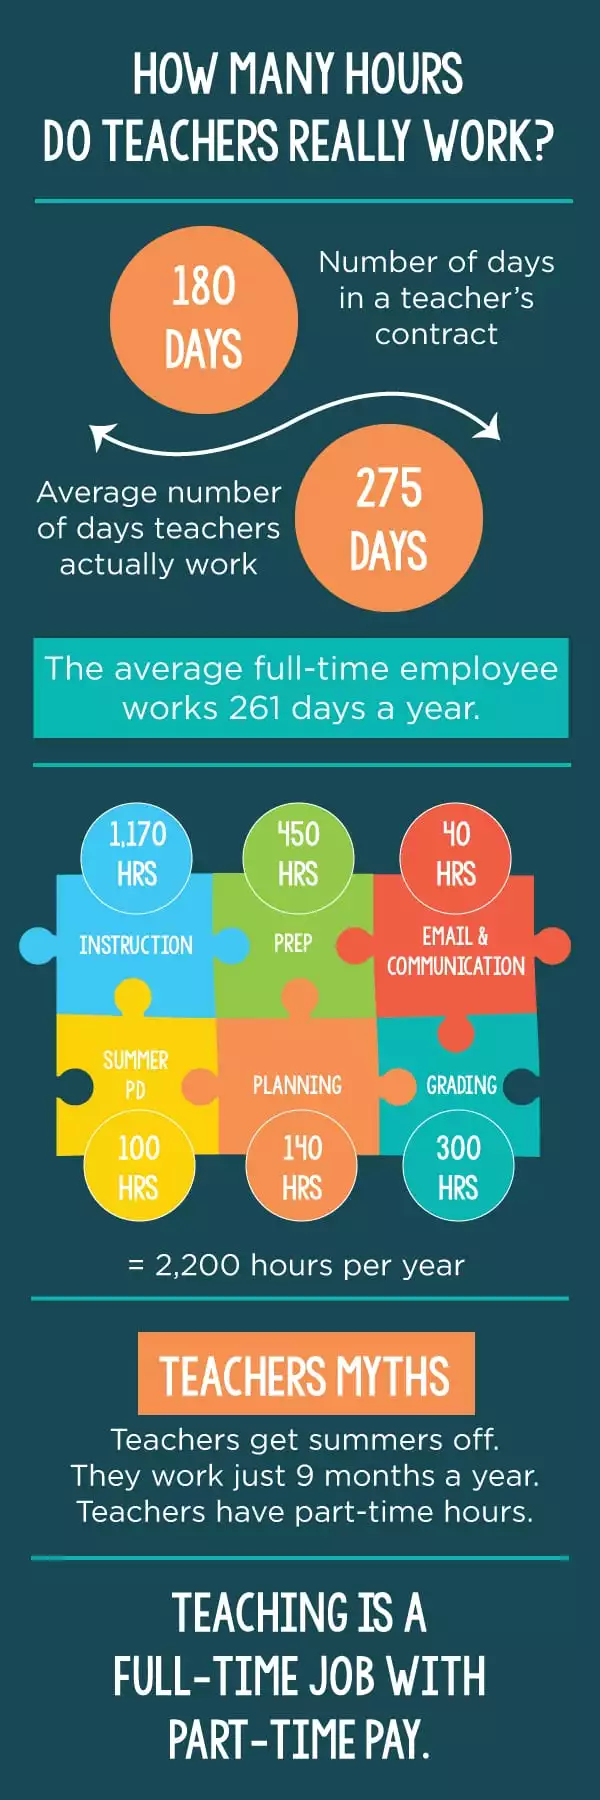 HOW MANY HOURS
DO TEACHERS REALLY WORK?
180
DAYS
Number of days
in a teacher's
contract
Average number
of days teachers
actually work
275
DAYS
The average full-time employee
works 261 days a year.
1,170
HRS
INSTRUCTION
450
HRS
PREP
40
HRS
EMAIL &
COMMUNICATION
SUMMER
PD
100
HRS
PLANNING
140
HRS
GRADING
300
HRS
= 2,200 hours per year
TEACHERS MYTHS
Teachers get summers off.
They work just 9 months a year.
Teachers have part-time hours.
TEACHING IS A
FULL-TIME JOB WITH
PART-TIME PAY.